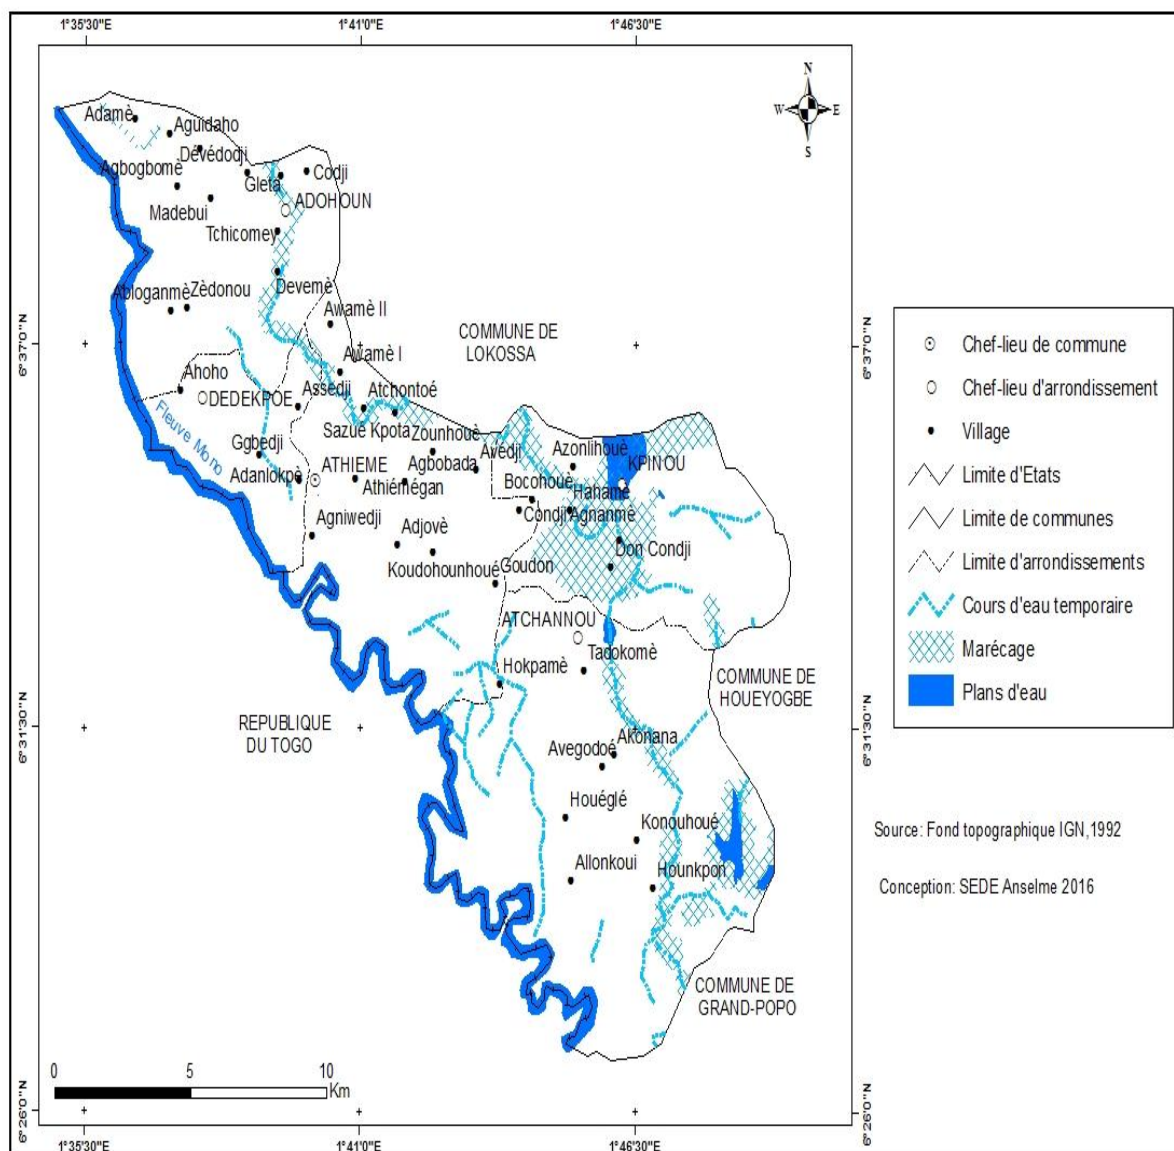 1°35'30"E
1°41'0"E
1°46'30"E
N
W
E
S
Adamè
Aguidaho
Dévédodji
Agbogbomè
Gleta
Codji
Madebui
ADOHOUN
Tchicomey
Devemè
Abloganmè
Zèdonou
Awamè II
COMMUNE DE
LOKOSSA
6°37'0"N
6°37'0"N
Awamè I
Ahoho
DEDEKPOE
Assedji
Atchontoé
Fleuve Mono
Sazué Kpota
Zounhouè
Ggbedji
Avédji
Azonlihouè
Adanlokpè
ATHIEME
Agbobada
KPINOU
Athiémégan
Bocohouè
Hahamè
Agniwedji
Condji
Agnanmè
Adjovè
Don Condji
Koudohounhoué
Goudon
ATCHANNOU
Tadokomè
Hokpamè
COMMUNE DE
HOUEYOGBE
REPUBLIQUE
DU TOGO
6°31'30"N
6°31'30"N
Akonana
Avegodoé
Houéglé
Konouhoué
Allonkoui
Hounkpon
COMMUNE DE
GRAND-POPO
0
5
10
Km
6°26'0"N
6°26'0"N
1°35'30"E
1°41'0"E
1°46'30"E
Chef-lieu de commune
Chef-lieu d'arrondissement
Village
Limite d'Etats
Limite de communes
Limite d'arrondissements
Cours d'eau temporaire
Marécage
Plans d'eau
Source: Fond topographique IGN,1992
Conception: SEDE Anselme 2016